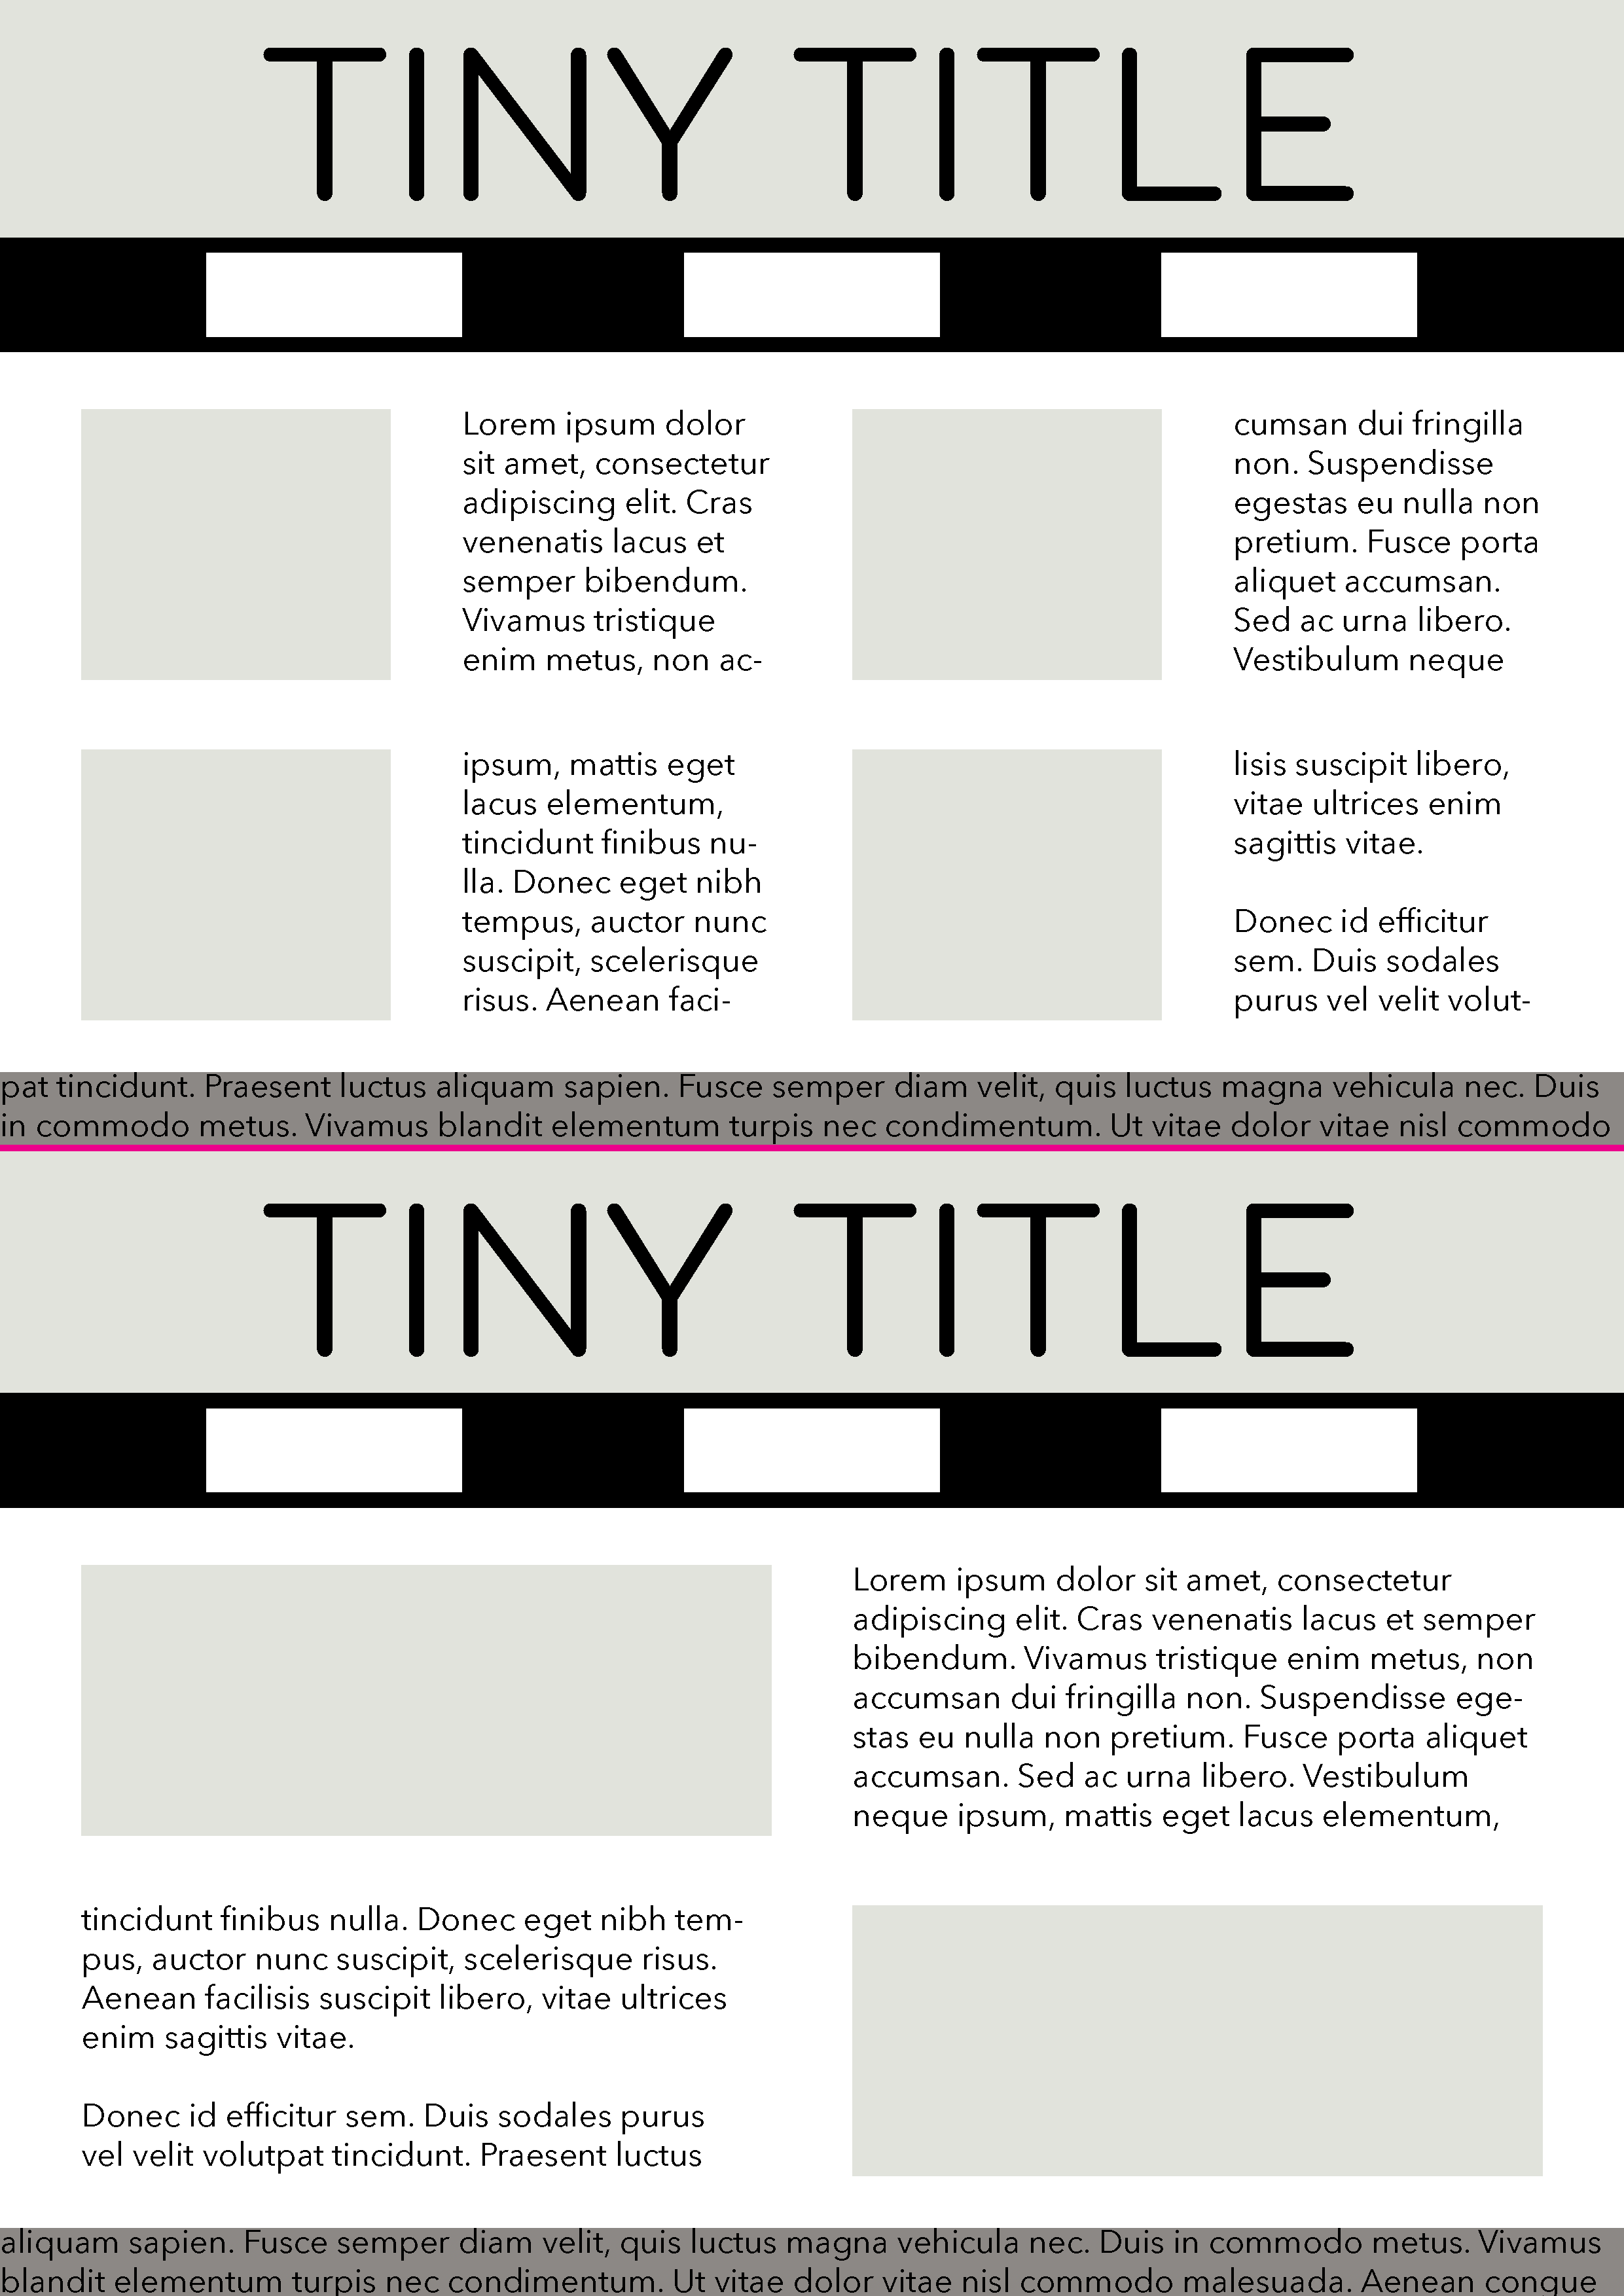 TINY TITLE
Lorem ipsum dolor
sit amet, consectetur
adipiscing elit. Cras
venenatis lacus et
semper bibendum.
Vivamus tristique
enim metus, non ac-
cumsan dui fringilla
non. Suspendisse
egestas eu nulla non
pretium. Fusce porta
aliquet accumsan.
Sed ac urna libero.
Vestibulum neque
ipsum, mattis eget
lacus elementum,
tincidunt finibus nu-
lla. Donec eget nibh
tempus, auctor nunc
suscipit, scelerisque
risus. Aenean faci-
lisis suscipit libero,
vitae ultrices enim
sagittis vitae.
Donec id efficitur
sem. Duis sodales
purus vel velit volut-
pat tincidunt. Praesent luctus aliquam sapien. Fusce semper diam velit, quis luctus magna vehicula nec. Duis
in commodo metus. Vivamus blandit elementum turpis nec condimentum. Ut vitae dolor vitae nisl commodo
TINY TITLE
Lorem ipsum dolor sit amet, consectetur
adipiscing elit. Cras venenatis lacus et semper
bibendum. Vivamus tristique enim metus, non
accumsan dui fringilla non. Suspendisse ege-
stas eu nulla non pretium. Fusce porta aliquet
accumsan. Sed ac urna libero. Vestibulum
neque ipsum, mattis eget lacus elementum,
tincidunt finibus nulla. Donec eget nibh tem-
pus, auctor nunc suscipit, scelerisque risus.
Aenean facilisis suscipit libero, vitae ultrices
enim sagittis vitae.
Donec id efficitur sem. Duis sodales purus
vel velit volutpat tincidunt. Praesent luctus
aliquam sapien. Fusce semper diam velit, quis luctus magna vehicula nec. Duis in commodo metus. Vivamus
blandit elementum turpis nec condimentum. Ut vitae dolor vitae nisl commodo malesuada. Aenean congue